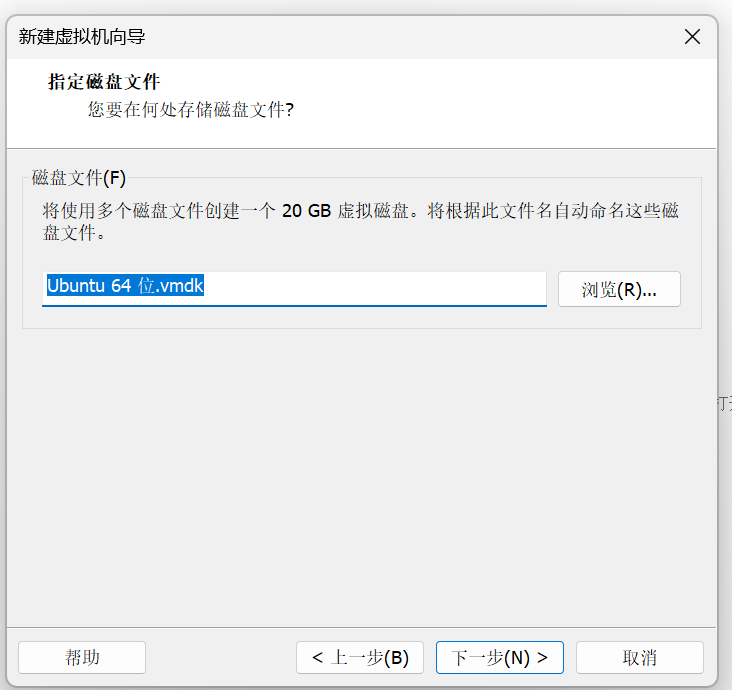 新建虚拟机向导
指定磁盘文件
您要在何处存储磁盘文件?
磁盘文件(F)
将使用多个磁盘文件创建一个 20 GB 虚拟磁盘。将根据此文件名自动命名这些磁
盘文件。
Ubuntu 64 位.vmdk
浏览(R)...
帮助
< 上一步(B)
下一步(N) >
取消